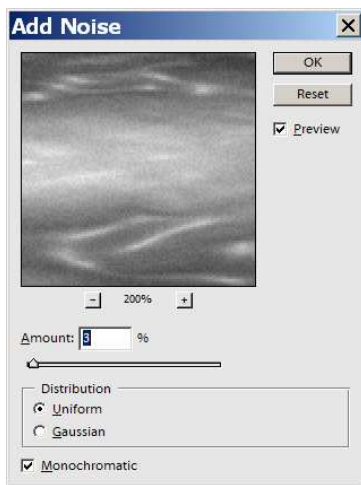 Add Noise
OK
Reset
Preview
- 200% +
Amount: 3 %
Distribution
Uniform
Gaussian
Monochromatic